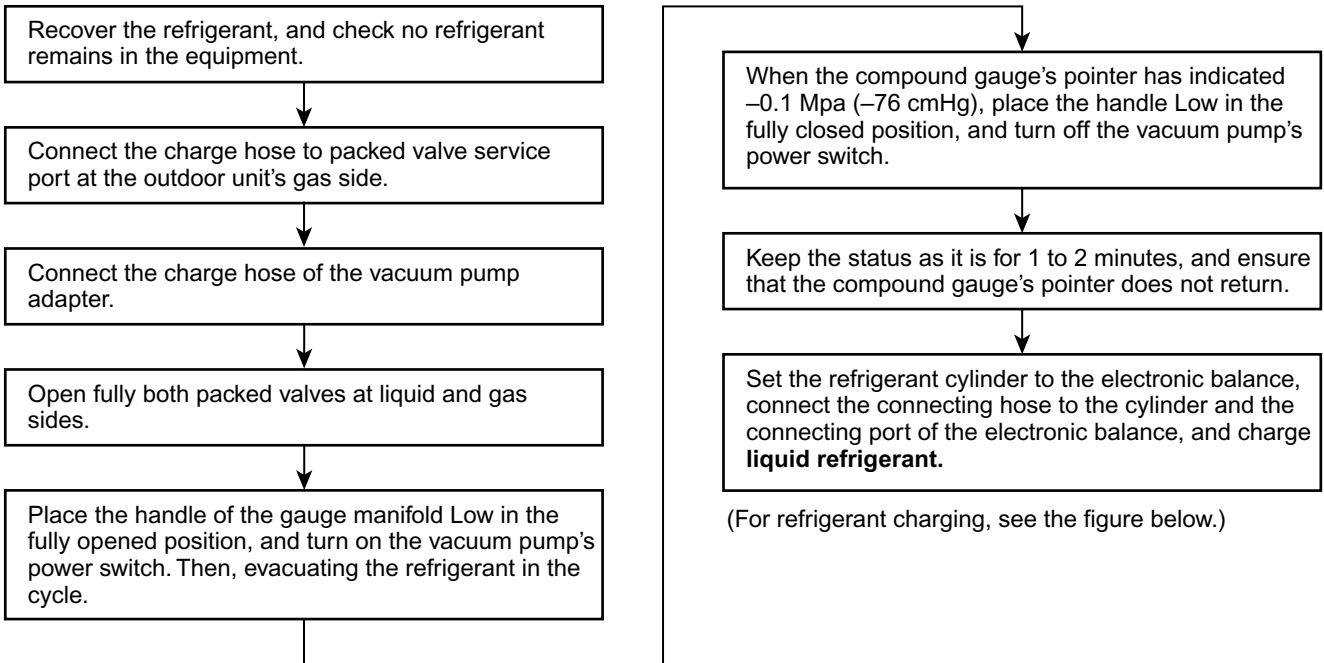 Recover the refrigerant, and check no refrigerant
remains in the equipment.
Connect the charge hose to packed valve service
port at the outdoor unit's gas side.
Connect the charge hose of the vacuum pump
adapter.
Open fully both packed valves at liquid and gas
sides.
Place the handle of the gauge manifold Low in the
fully opened position, and turn on the vacuum pump's
power switch. Then, evacuating the refrigerant in the
cycle.
When the compound gauge's pointer has indicated
–0.1 Mpa (–76 cmHg), place the handle Low in the
fully closed position, and turn off the vacuum pump's
power switch.
Keep the status as it is for 1 to 2 minutes, and ensure
that the compound gauge's pointer does not return.
Set the refrigerant cylinder to the electronic balance,
connect the connecting hose to the cylinder and the
connecting port of the electronic balance, and charge
liquid refrigerant.
(For refrigerant charging, see the figure below.)